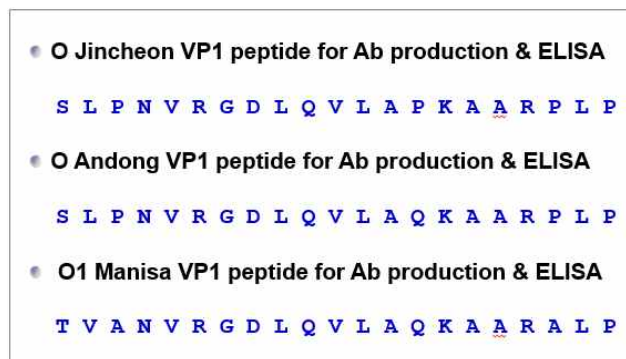 O Jincheon VP1 peptide for Ab production & ELISA
S L P N V R G D L Q V L A P K A A R P L P
O Andong VP1 peptide for Ab production & ELISA
S L P N V R G D L Q V L A Q K A A R P L P
O1 Manisa VP1 peptide for Ab production & ELISA
T V A N V R G D L Q V L A Q K A A R A L P